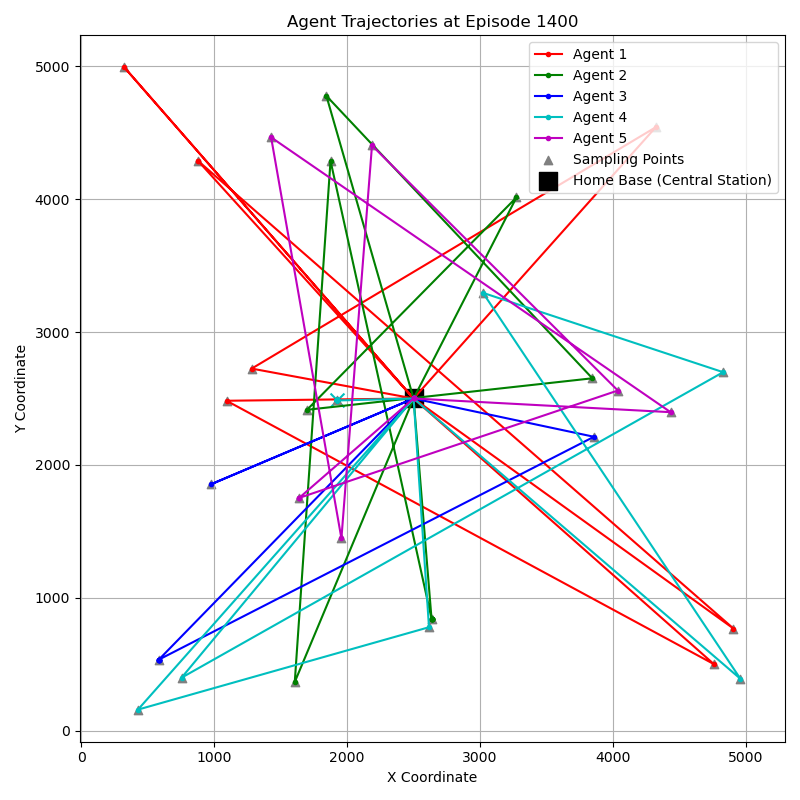 Agent Trajectories at Episode 1400
Agent 1
Agent 2
Agent 3
Agent 4
Agent 5
Sampling Points
Home Base (Central Station)
Y Coordinate
5000
4000
3000
2000
1000
0
0 1000 2000 3000 4000 5000
X Coordinate